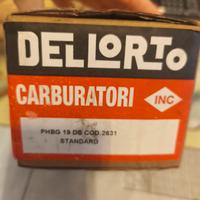 DELLORTO
CARBURATORI
INC
PHBG 19 DS COD.2631
STANDARD